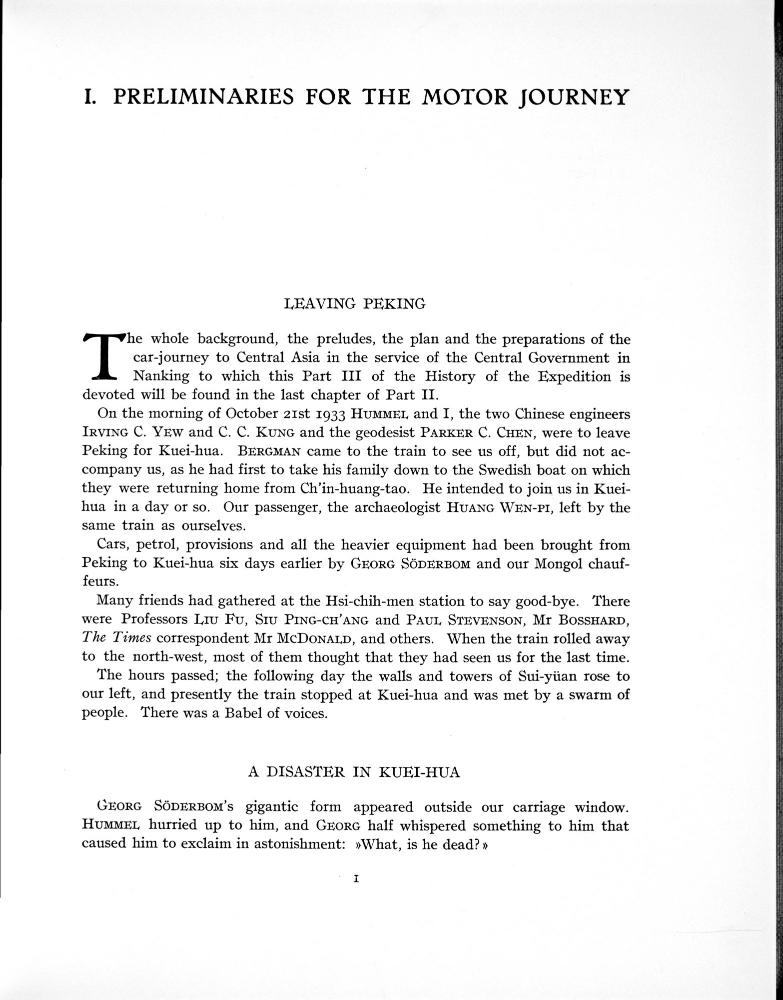 I. PRELIMINARIES FOR THE MOTOR JOURNEY
LEAVING PEKING
The whole background, the preludes, the plan and the preparations of the
car-journey to Central Asia in the service of the Central Government in
Nanking to which this Part III of the History of the Expedition is
devoted will be found in the last chapter of Part II.
On the morning of October 21st 1933 HUMMEL and I, the two Chinese engineers
IRVING C. YEW and C. C. KUNG and the geodesist PARKER C. CHEN, were to leave
Peking for Kuei-hua. BERGMAN came to the train to see us off, but did not ac-
company us, as he had first to take his family down to the Swedish boat on which
they were returning home from Ch'in-huang-tao. He intended to join us in Kuei-
hua in a day or so. Our passenger, the archaeologist HUANG WEN-PI, left by the
same train as ourselves.
Cars, petrol, provisions and all the heavier equipment had been brought from
Peking to Kuei-hua six days earlier by GEORG SÖDERBOM and our Mongol chauf-
feurs.
Many friends had gathered at the Hsi-chih-men station to say good-bye. There
were Professors LIU FU, SIU PING-CH'ANG and PAUL STEVENSON, Mr BOSSHARD,
The Times correspondent Mr MCDONALD, and others. When the train rolled away
to the north-west, most of them thought that they had seen us for the last time.
The hours passed; the following day the walls and towers of Sui-yüan rose to
our left, and presently the train stopped at Kuei-hua and was met by a swarm of
people. There was a Babel of voices.
A DISASTER IN KUEI-HUA
GEORG SÖDERBOM's gigantic form appeared outside our carriage window.
HUMMEL hurried up to him, and GEORG half whispered something to him that
caused him to exclaim in astonishment: »What, is he dead?»
1